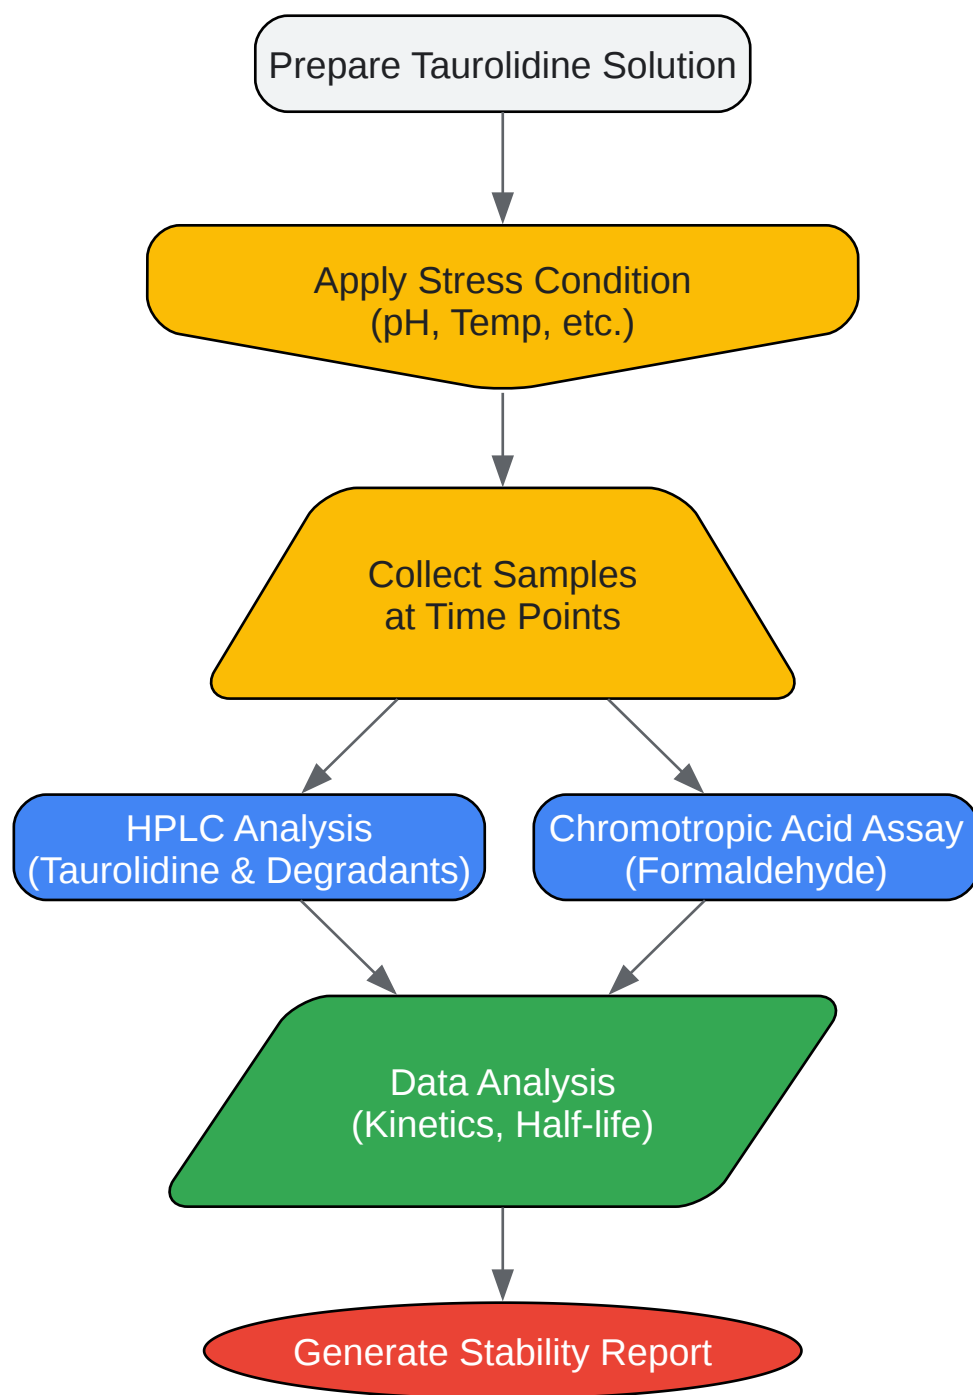 Prepare Taurolidine Solution
Apply Stress Condition
(pH, Temp, etc.)
Collect Samples
at Time Points
HPLC Analysis
(Taurolidine & Degradants)
Chromotropic Acid Assay
(Formaldehyde)
Data Analysis
(Kinetics, Half-life)
Generate Stability Report